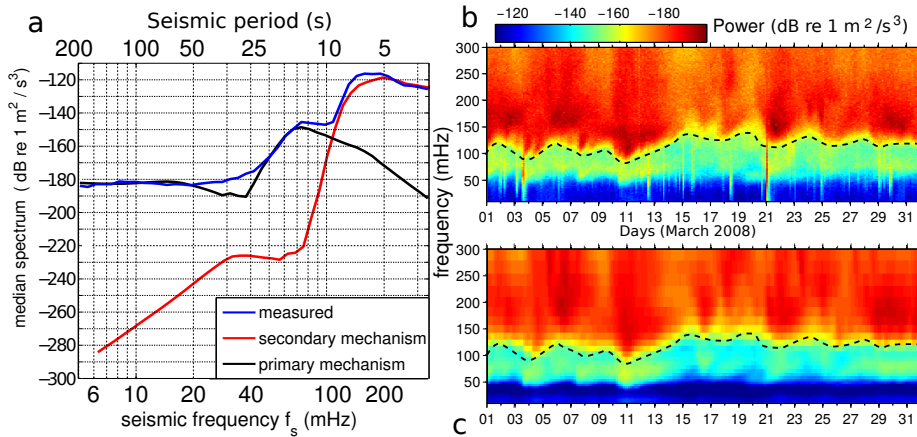 a
Seismic period (s)
200 100 50 25 10 5
−120
−140
−160
−180
−200
−220
−240
−260
−280
−300
median spectrum ( dB re 1 m² / s³)
measured
secondary mechanism
primary mechanism
5 6 10 20 40 60 100 200
seismic frequency f_s (mHz)
b
−120 −140 −160 −180 Power (dB re 1 m²/s³)
300
250
200
150
100
50
01 03 05 07 09 11 13 15 17 19 21 23 25 27 29 31
Days (March 2008)
frequency (mHz)
300
250
200
150
100
50
01 03 05 07 09 11 13 15 17 19 21 23 25 27 29 31
c